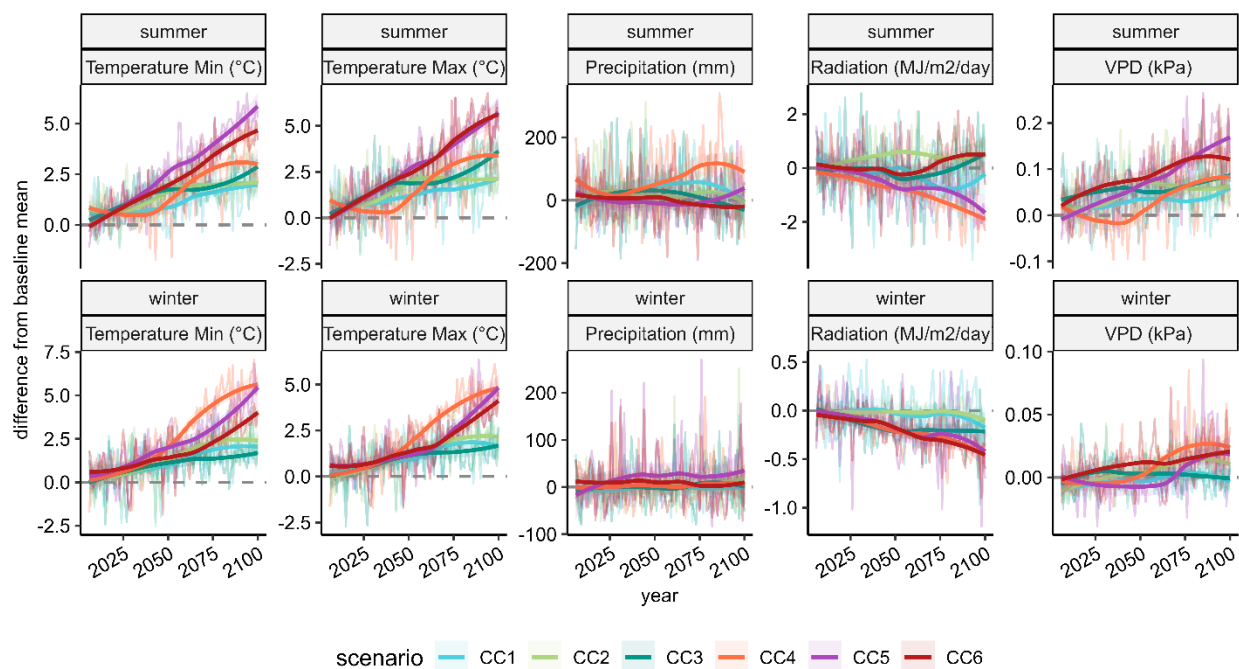 summer summer summer summer summer
Temperature Min (°C) Temperature Max (°C) Precipitation (mm) Radiation (MJ/m2/day VPD (kPa)
5.0 2.5 0.0
5.0 2.5 0.0 -2.5
200 0 -200
2 0 -2
0.2 0.1 0.0 -0.1
winter winter winter winter winter
Temperature Min (°C) Temperature Max (°C) Precipitation (mm) Radiation (MJ/m2/day VPD (kPa)
7.5 5.0 2.5 0.0 -2.5
5.0 2.5 0.0 -2.5
200 100 0 -100
0.5 0.0 -0.5 -1.0
0.10 0.05 0.00
difference from baseline mean
2025 2050 2075 2100 2025 2050 2075 2100 2025 2050 2075 2100 2025 2050 2075 2100 2025 2050 2075 2100
year
scenario CC1 CC2 CC3 CC4 CC5 CC6